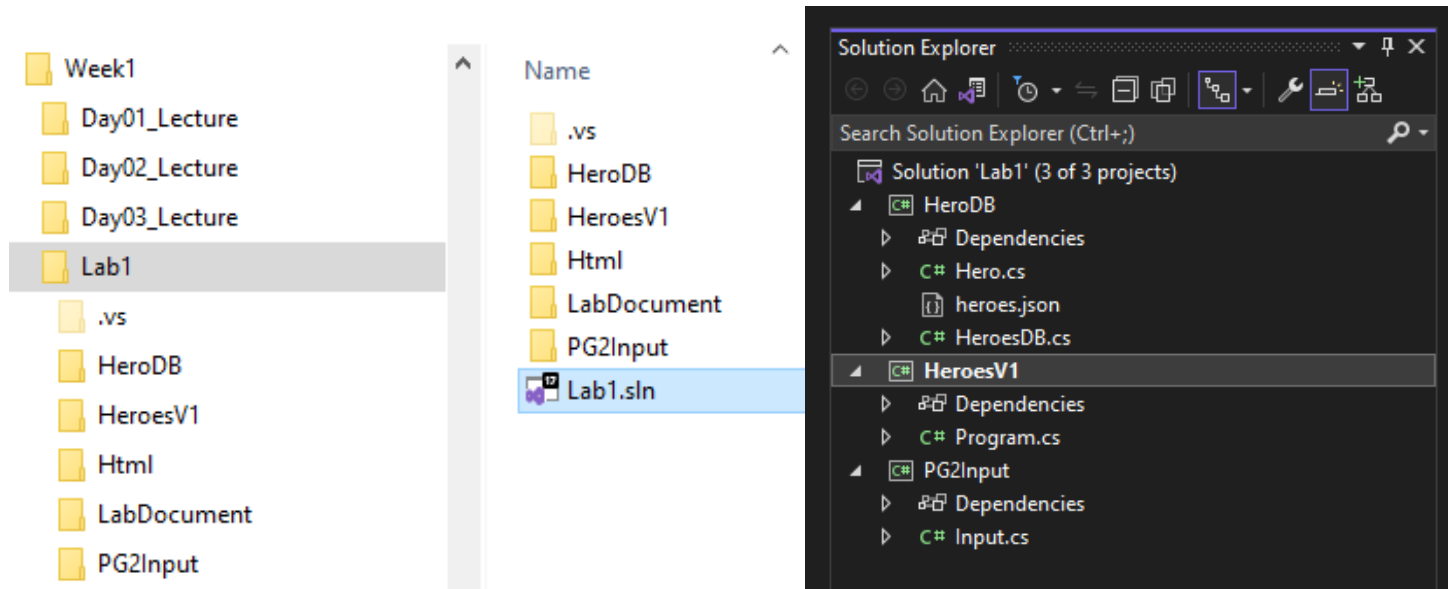 Week1
Day01_Lecture
Day02_Lecture
Day03_Lecture
Lab1
.vs
HeroDB
HeroesV1
Html
LabDocument
PG2Input
Name
.vs
HeroDB
HeroesV1
Html
LabDocument
PG2Input
17 Lab1.sln
Solution Explorer
Search Solution Explorer (Ctrl+;)
Solution 'Lab1' (3 of 3 projects)
C# HeroDB
Dependencies
C# Hero.cs
heroes.json
C# HeroesDB.cs
C# HeroesV1
Dependencies
C# Program.cs
C# PG2Input
Dependencies
C# Input.cs